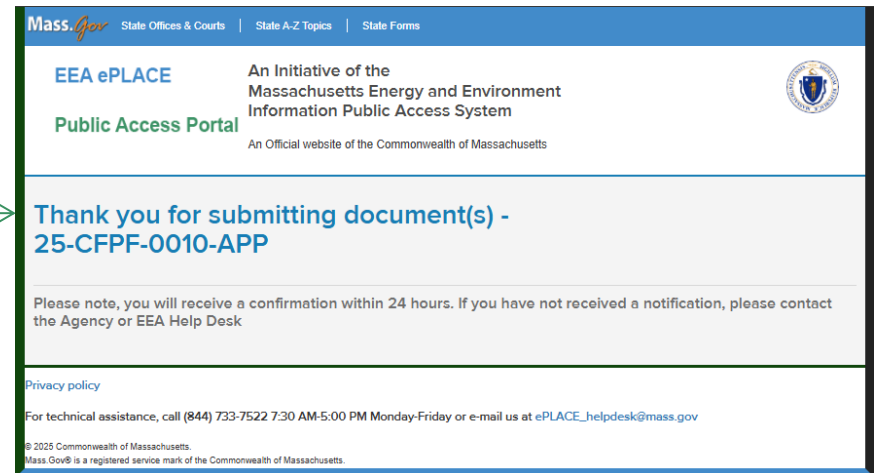 Mass.Gov State Offices & Courts | State A-Z Topics | State Forms
EEA ePLACE
Public Access Portal
An Initiative of the
Massachusetts Energy and Environment
Information Public Access System
An Official website of the Commonwealth of Massachusetts
Thank you for submitting document(s) -
25-CFPF-0010-APP
Please note, you will receive a confirmation within 24 hours. If you have not received a notification, please contact
the Agency or EEA Help Desk
Privacy policy
For technical assistance, call (844) 733-7522 7:30 AM-5:00 PM Monday-Friday or e-mail us at ePLACE_helpdesk@mass.gov
© 2025 Commonwealth of Massachusetts.
Mass.Gov® is a registered service mark of the Commonwealth of Massachusetts.